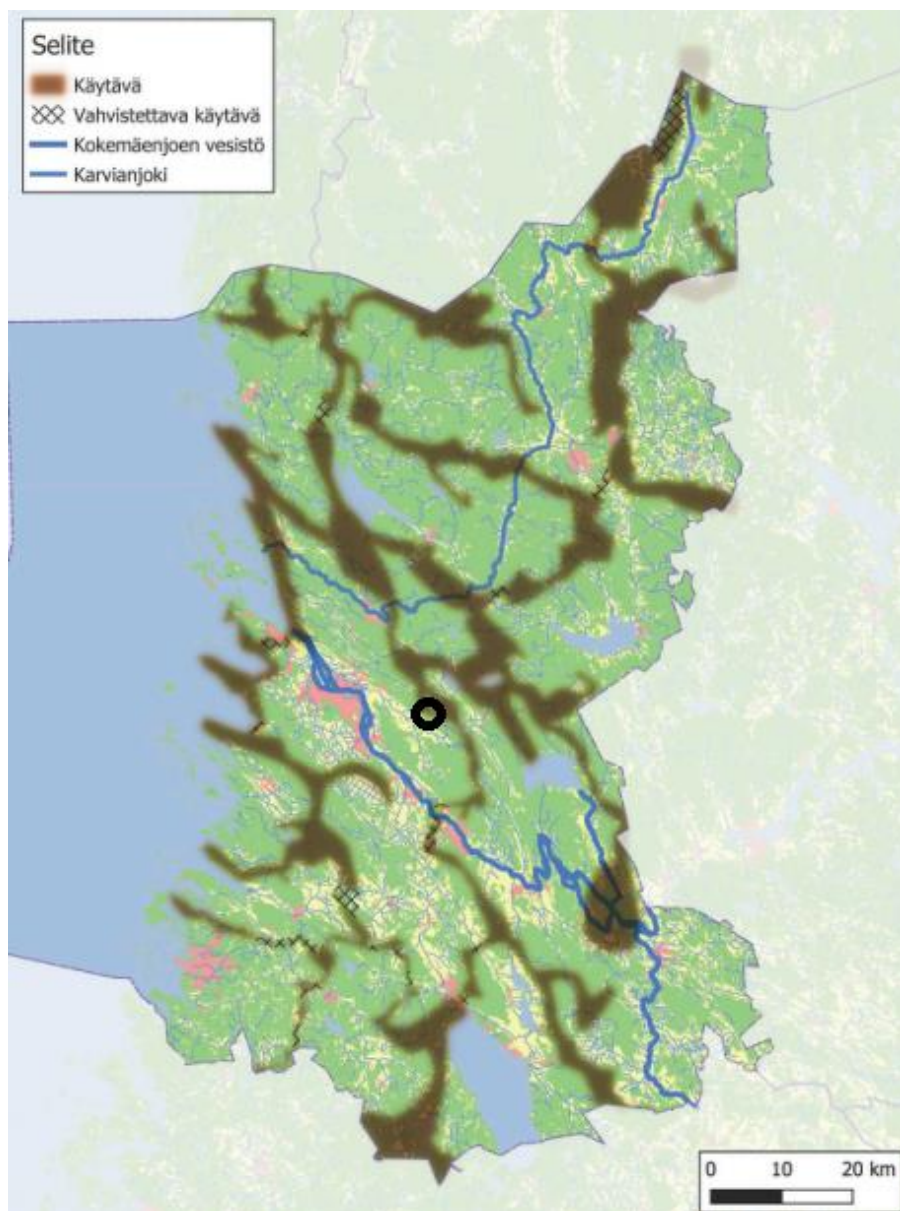 Selite
Käytävä
Vahvistettava käytävä
Kokemäenjoen vesistö
Karvianjoki
0 10 20 km